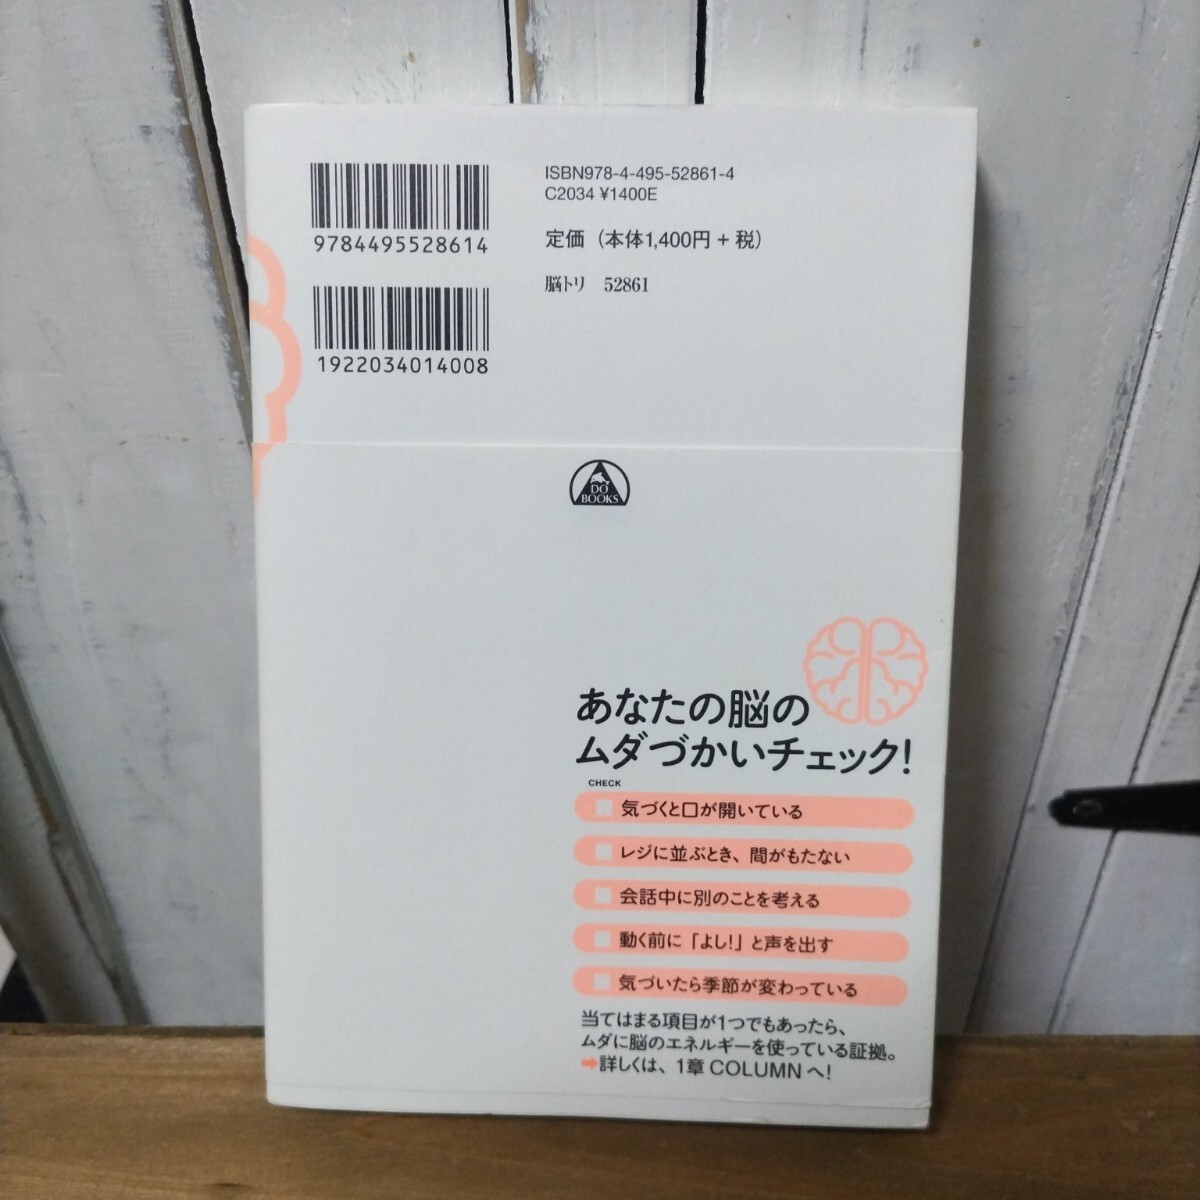 ISBN978-4-495-52861-4
C2034 ¥1400E
9784495528614
定価（本体1,400円＋税）
脳トリ 52861
1922034014008
DO
BOOKS
あなたの脳の
ムダづかいチェック!
CHECK
気づくと口が開いている
レジに並ぶとき、間がもたない
会話中に別のことを考える
動く前に「よし!」と声を出す
気づいたら季節が変わっている
当てはまる項目が1つでもあったら、
ムダに脳のエネルギーを使っている証拠。
➡詳しくは、1章 COLUMN へ!